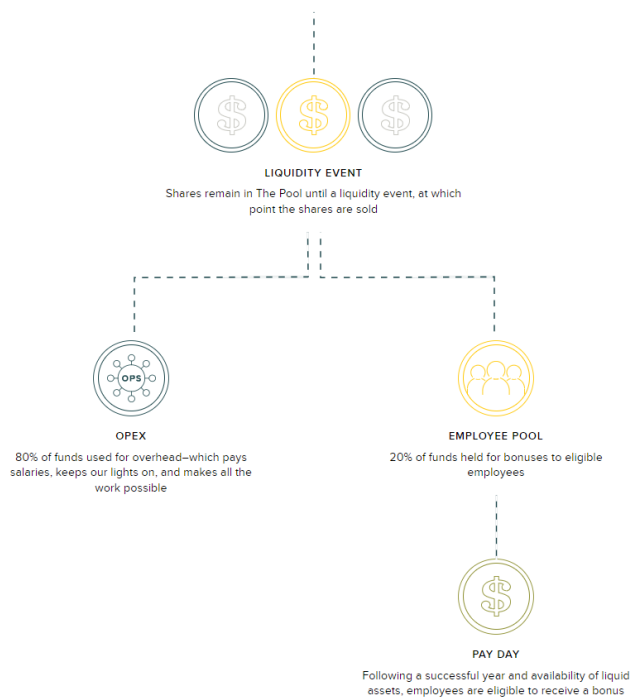 LIQUIDITY EVENT
Shares remain in The Pool until a liquidity event, at which
point the shares are sold
OPS
OPEX
80% of funds used for overhead–which pays
salaries, keeps our lights on, and makes all the
work possible
EMPLOYEE POOL
20% of funds held for bonuses to eligible
employees
PAY DAY
Following a successful year and availability of liquid
assets, employees are eligible to receive a bonus